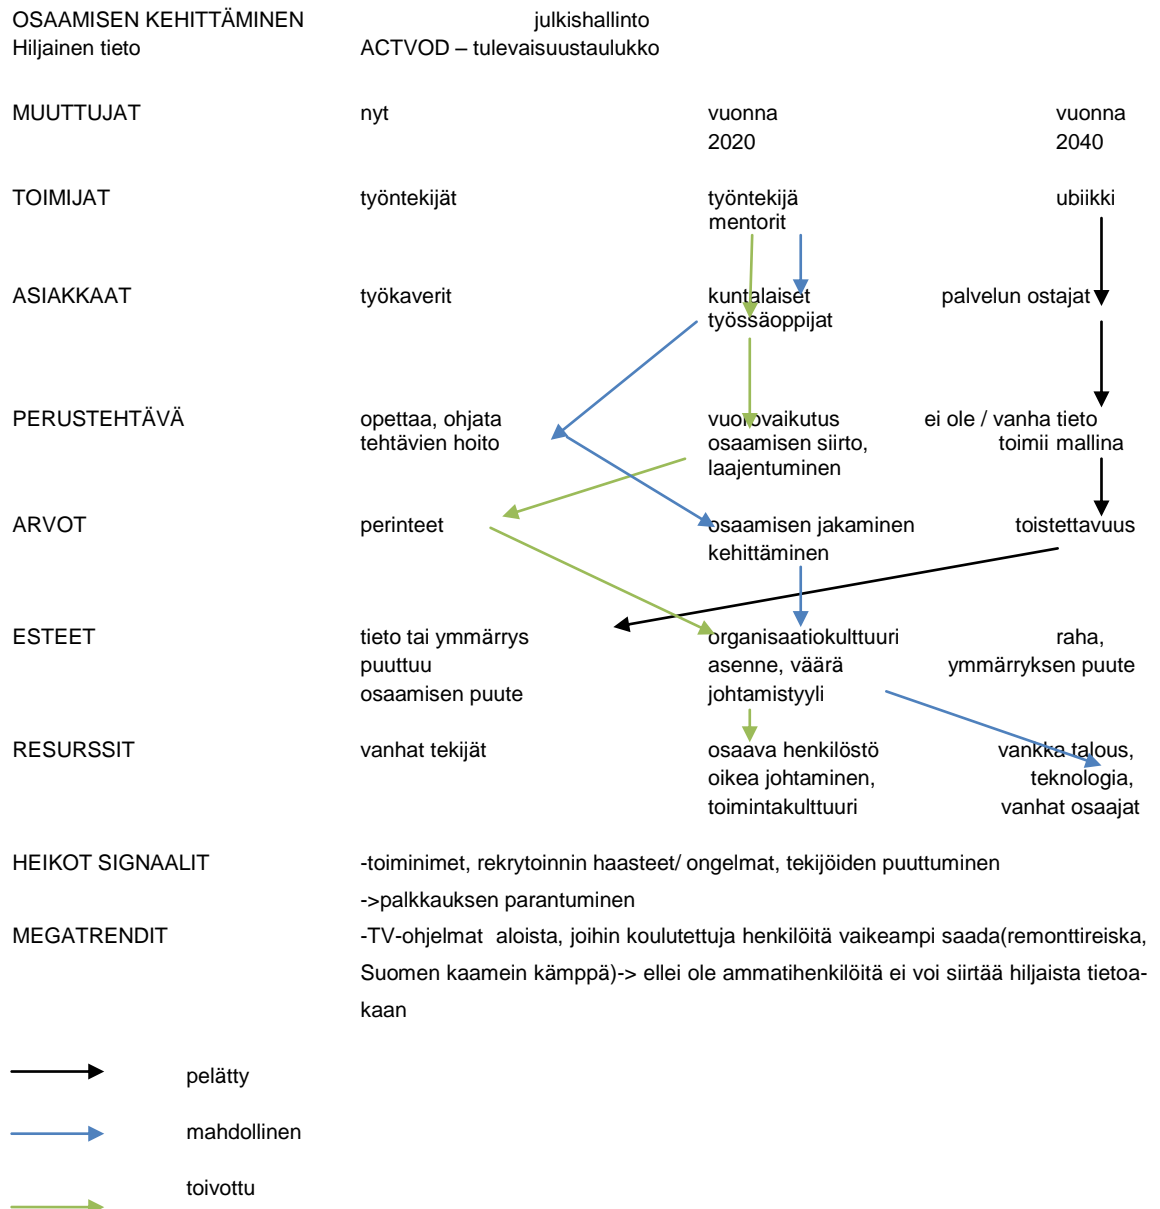 OSAAMISEN KEHITTÄMINEN julkishallinto
Hiljainen tieto ACTVOD – tulevaisuustaulukko
MUUTTUJAT nyt vuonna vuonna
2020 2040
TOIMIJAT työntekijät työntekijä ubiikki
mentorit
ASIAKKAAT työkaverit kuntalaiset palvelun ostajat
työssäoppijat
PERUSTEHTÄVÄ opettaa, ohjata vuorovaikutus ei ole / vanha tieto
tehtävien hoito osaamisen siirto, toimii mallina
laajentuminen
ARVOT perinteet osaamisen jakaminen toistettavuus
kehittäminen
ESTEET tieto tai ymmärrys organisaatiokulttuuri raha,
puuttuu asenne, väärä ymmärryksen puute
osaamisen puute johtamistyyli
RESURSSIT vanhat tekijät osaava henkilöstö vankka talous,
oikea johtaminen, teknologia,
toimintakulttuuri vanhat osaajat
HEIKOT SIGNAALIT -toiminimet, rekrytoinnin haasteet/ ongelmat, tekijöiden puuttuminen
->palkkauksen parantuminen
MEGATRENDIT -TV-ohjelmat aloista, joihin koulutettuja henkilöitä vaikeampi saada(remonttireiska,
Suomen kaamein kämppä)-> ellei ole ammatihenkilöitä ei voi siirtää hiljaista tietoa-
kaan
pelätty
mahdollinen
toivottu